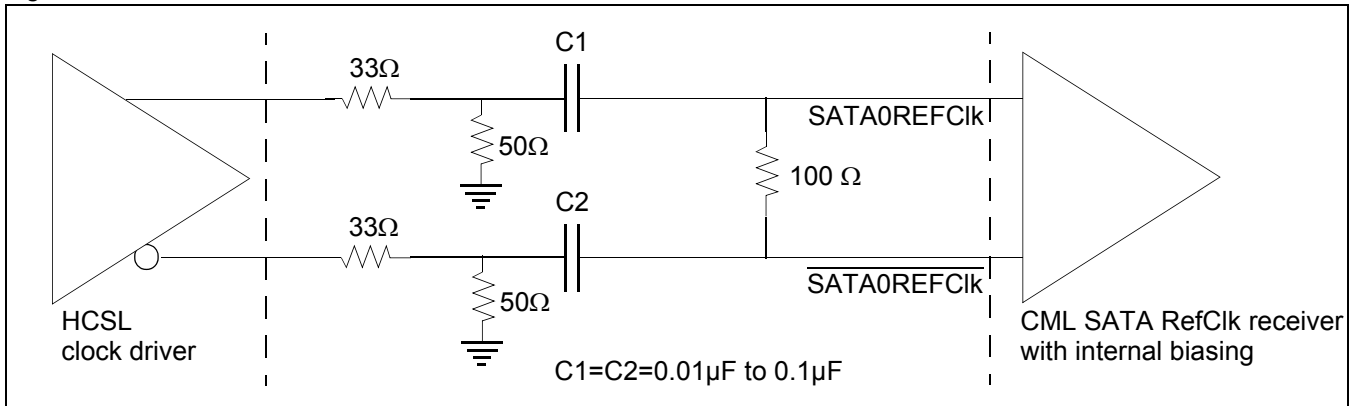 C1
33Ω
SATA0REFClk
50Ω
100 Ω
C2
33Ω
SATA0REFClk
50Ω
HCSL
clock driver
CML SATA RefClk receiver
with internal biasing
C1=C2=0.01µF to 0.1µF